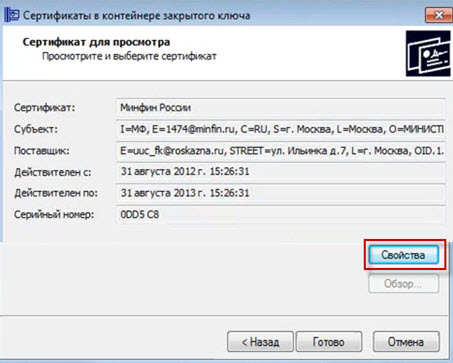 Сертификаты в контейнере закрытого ключа
Сертификат для просмотра
Просмотрите и выберите сертификат
Сертификат: Минфин России
Субъект: I=МФ, E=1474@minfin.ru, C=RU, S=г. Москва, L=Москва, O=МИНИСТІ
Поставщик: E=uuc_fk@roskazna.ru, STREET=ул. Ильинка д.7, L=г. Москва, OID.1.
Действителен с: 31 августа 2012 г. 15:26:31
Действителен по: 31 августа 2013 г. 15:26:31
Серийный номер: 0DD5 C8
Свойства
Обзор...
< Назад Готово Отмена